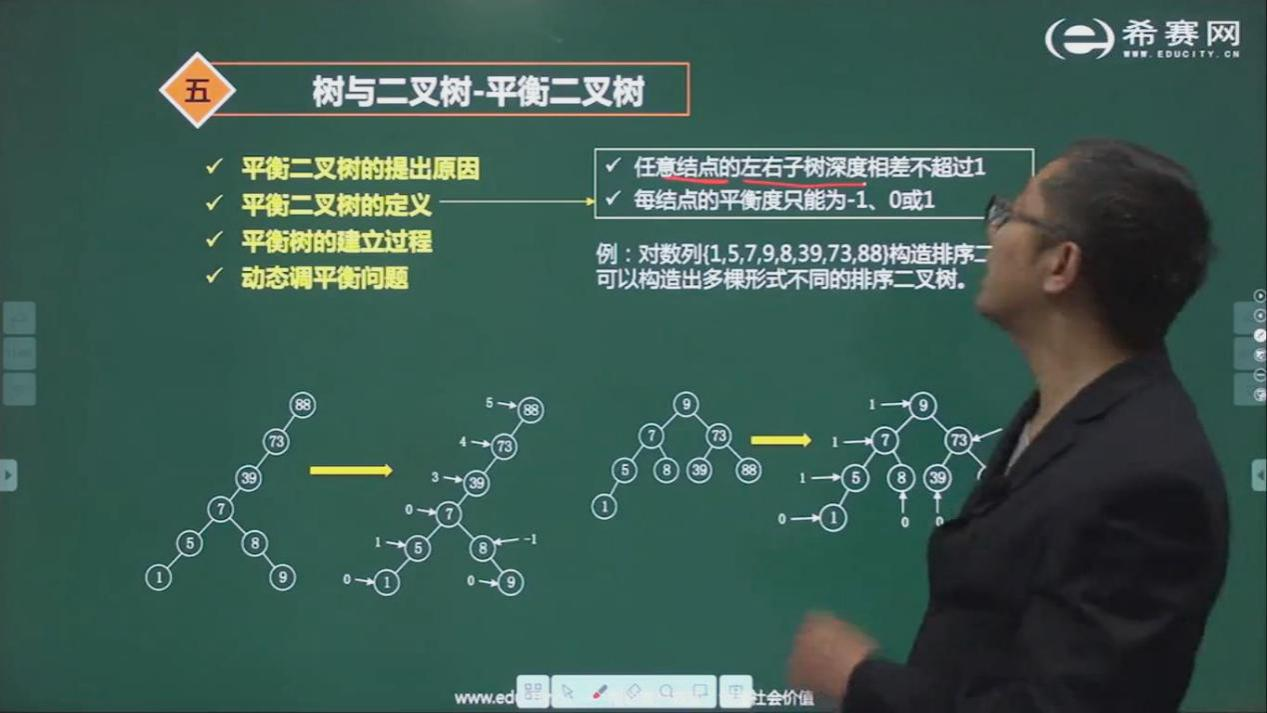 希赛网
WWW.EDUCITY.CN
五
树与二叉树-平衡二叉树
✓ 平衡二叉树的提出原因
✓ 平衡二叉树的定义
✓ 平衡树的建立过程
✓ 动态调平衡问题
✓ 任意结点的左右子树深度相差不超过1
✓ 每结点的平衡度只能为-1、0或1
例：对数列{1,5,7,9,8,39,73,88}构造排序二
可以构造出多棵形式不同的排序二叉树。
88
73
39
7
5 8
1 9
5 88
4 73
3 39
0 7
1 5 8 -1
0 1 0 9
9
7 73
5 8 39 88
1
1 9
1 7 73
1 5 8 39
0 1 0 0
www.edu
社会价值